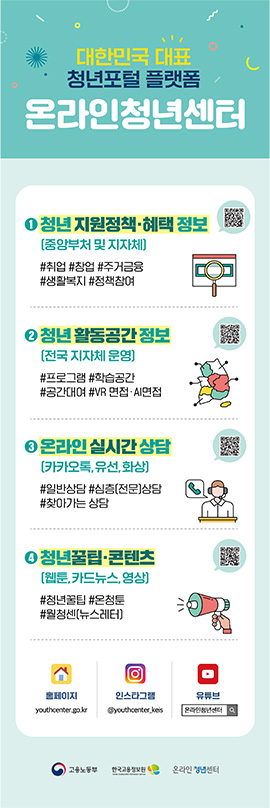 대한민국 대표
청년포털 플랫폼
온라인청년센터
1 청년 지원정책·혜택 정보
(중앙부처 및 지자체)
#취업 #창업 #주거금융
#생활복지 #정책참여
2 청년 활동공간 정보
(전국 지자체 운영)
#프로그램 #학습공간
#공간대여 #VR 면접·AI면접
3 온라인 실시간 상담
(카카오톡, 유선, 화상)
#일반상담 #심층(전문)상담
#찾아가는 상담
4 청년꿀팁·콘텐츠
(웹툰, 카드뉴스, 영상)
#청년꿀팁 #온청툰
#월청센(뉴스레터)
홈페이지
youthcenter.go.kr
인스타그램
@youthcenter_keis
유튜브
온라인청년센터
고용노동부
한국고용정보원
온라인 청년센터